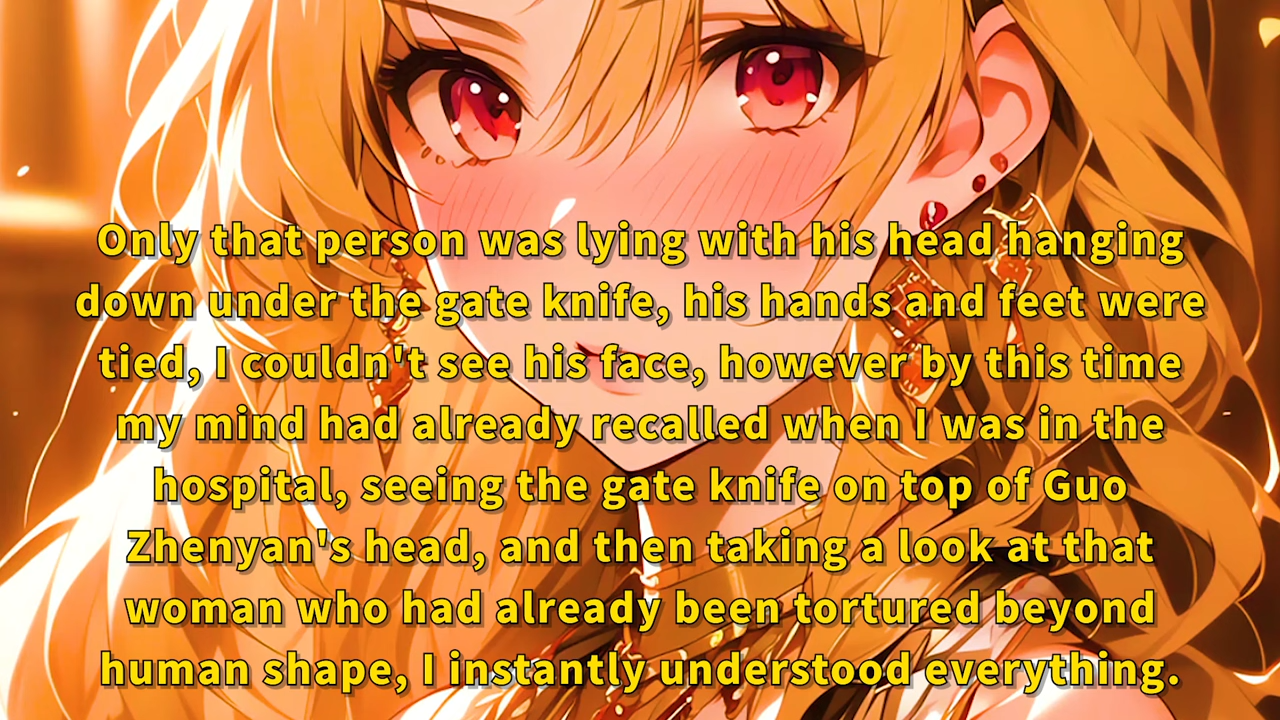 Only that person was lying with his head hanging
down under the gate knife, his hands and feet were
tied, I couldn't see his face, however by this time
my mind had already recalled when I was in the
hospital, seeing the gate knife on top of Guo
Zhenyan's head, and then taking a look at that
woman who had already been tortured beyond
human shape, I instantly understood everything.